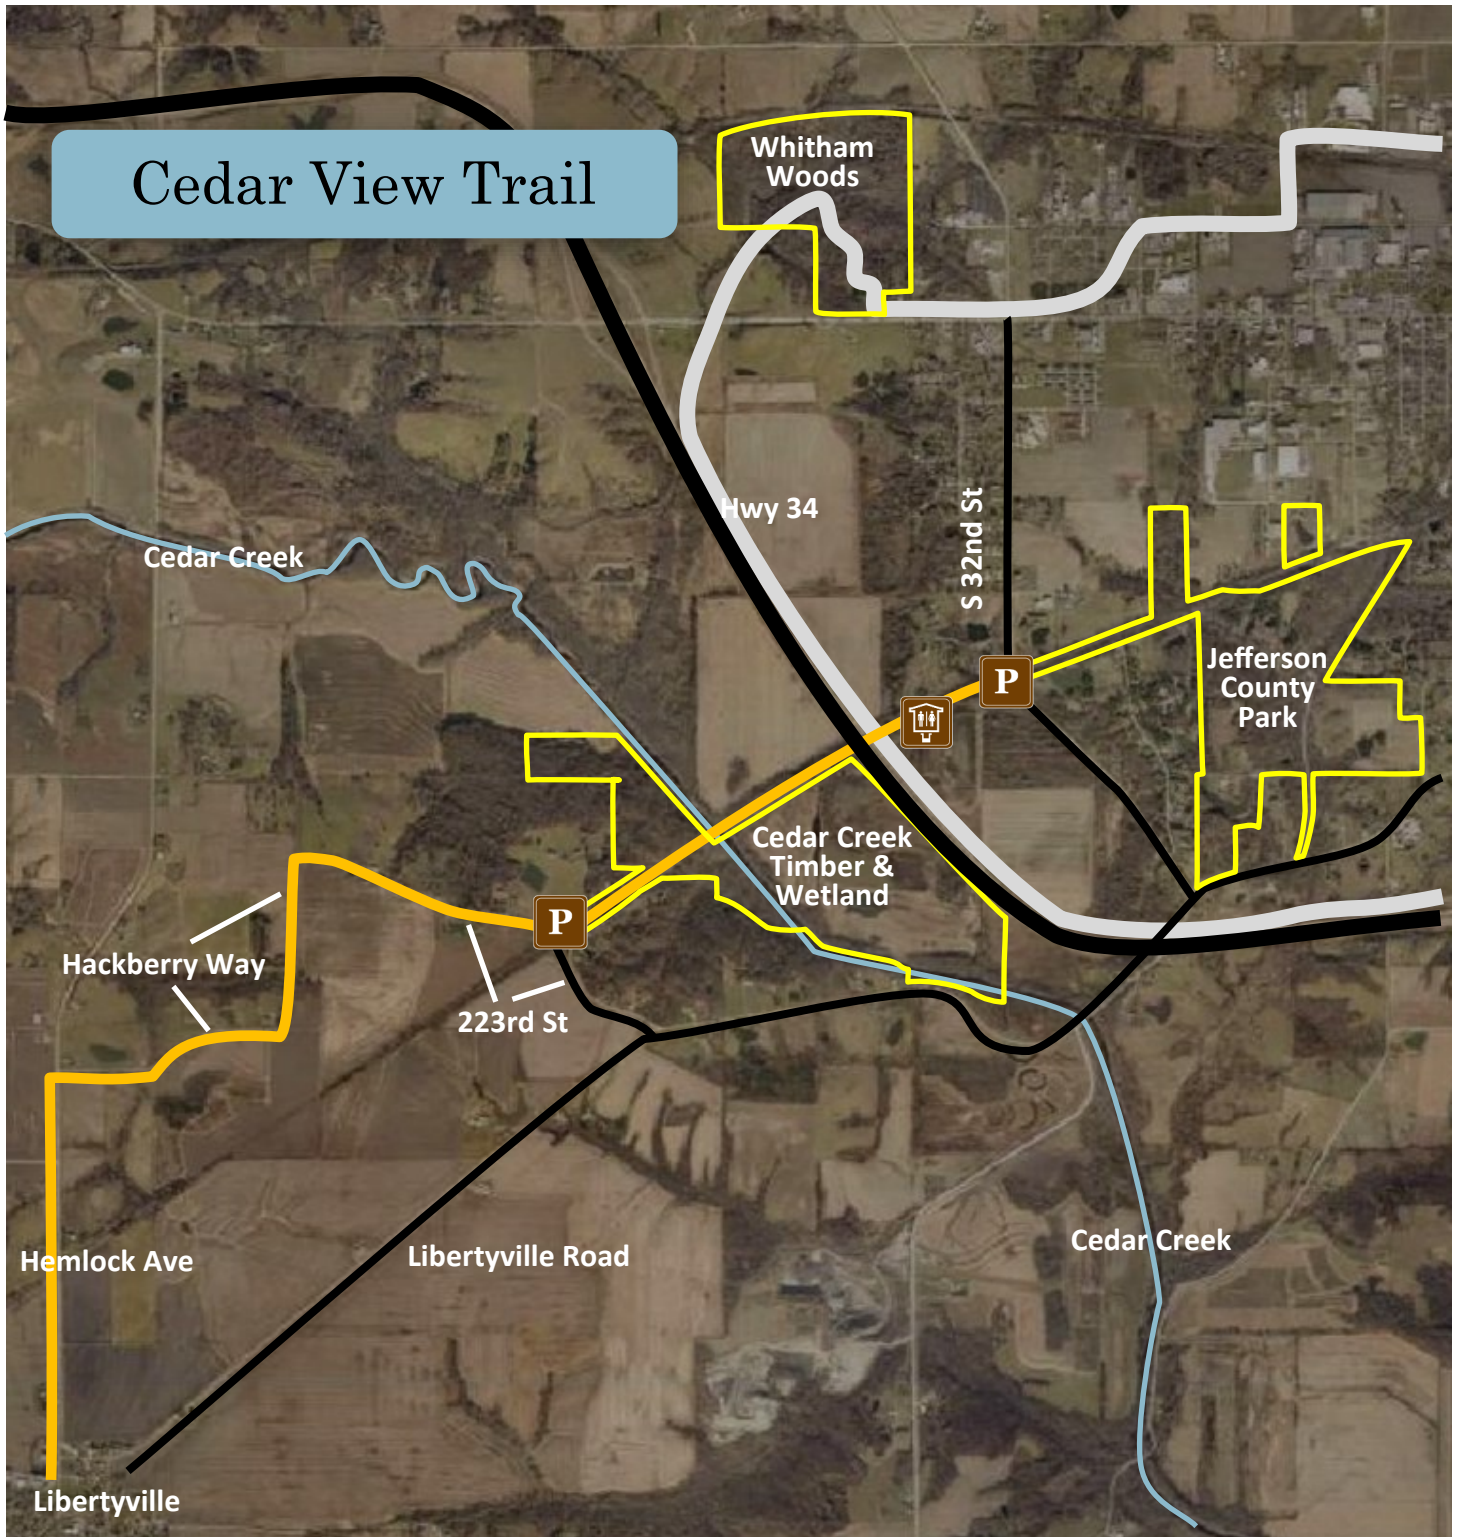 Cedar View Trail
Whitham
Woods
Hwy 34
S 32nd St
Cedar Creek
P
Jefferson
County
Park
Cedar Creek
Timber &
Wetland
P
Hackberry Way
223rd St
Hemlock Ave
Libertyville Road
Cedar Creek
Libertyville